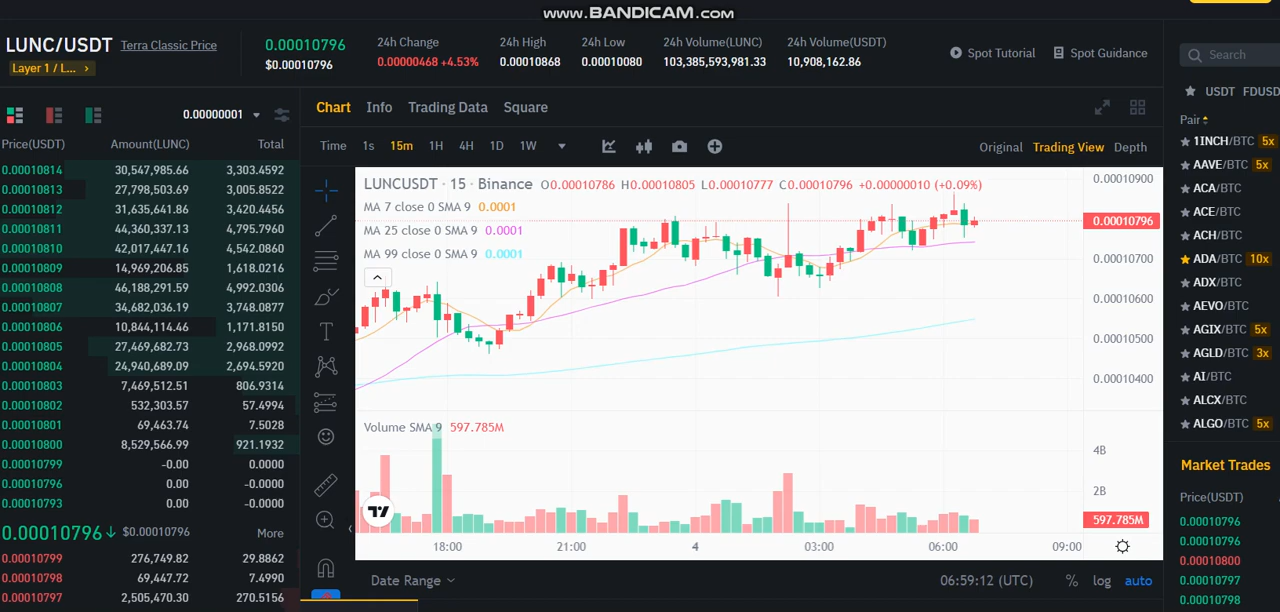 www.BANDICAM.com
LUNC/USDT Terra Classic Price
Layer 1 / L... ›
0.00010796
$0.00010796
24h Change
0.00000468 +4.53%
24h High
0.00010868
24h Low
0.00010080
24h Volume(LUNC)
103,385,593,981.33
24h Volume(USDT)
10,908,162.86
Spot Tutorial
Spot Guidance
Search
0.00000001
Price(USDT) Amount(LUNC) Total
0.00010814 30,547,985.66 3,303.4592
0.00010813 27,798,503.69 3,005.8522
0.00010812 31,635,641.86 3,420.4456
0.00010811 44,360,337.13 4,795.7960
0.00010810 42,017,447.16 4,542.0860
0.00010809 14,969,206.85 1,618.0216
0.00010808 46,188,291.59 4,992.0306
0.00010807 34,682,036.19 3,748.0877
0.00010806 10,844,114.46 1,171.8150
0.00010805 27,469,682.73 2,968.0992
0.00010804 24,940,689.09 2,694.5920
0.00010803 7,469,512.51 806.9314
0.00010802 532,303.57 57.4994
0.00010801 69,463.74 7.5028
0.00010800 8,529,566.99 921.1932
0.00010799 -0.00 0.0000
0.00010796 0.00 -0.0000
0.00010793 0.00 -0.0000
0.00010796↓ $0.00010796 More
0.00010799 276,749.82 29.8862
0.00010798 69,447.72 7.4990
0.00010797 2,505,470.30 270.5156
Chart Info Trading Data Square
Time 1s 15m 1H 4H 1D 1W
Original Trading View Depth
LUNCUSDT · 15 · Binance O0.00010786 H0.00010805 L0.00010777 C0.00010796 +0.00000010 (+0.09%)
MA 7 close 0 SMA 9 0.0001
MA 25 close 0 SMA 9 0.0001
MA 99 close 0 SMA 9 0.0001
0.00010900
0.00010796
0.00010700
0.00010600
0.00010500
0.00010400
Volume SMA 9 597.785M
4B
2B
597.785M
18:00 21:00 4 03:00 06:00 09:00
Date Range
06:59:12 (UTC) % log auto
USDT FDUSD
Pair
1INCH/BTC 5x
AAVE/BTC 5x
ACA/BTC
ACE/BTC
ACH/BTC
ADA/BTC 10x
ADX/BTC
AEVO/BTC
AGIX/BTC 5x
AGLD/BTC 3x
AI/BTC
ALCX/BTC
ALGO/BTC 5x
Market Trades
Price(USDT)
0.00010796
0.00010796
0.00010800
0.00010797
0.00010798